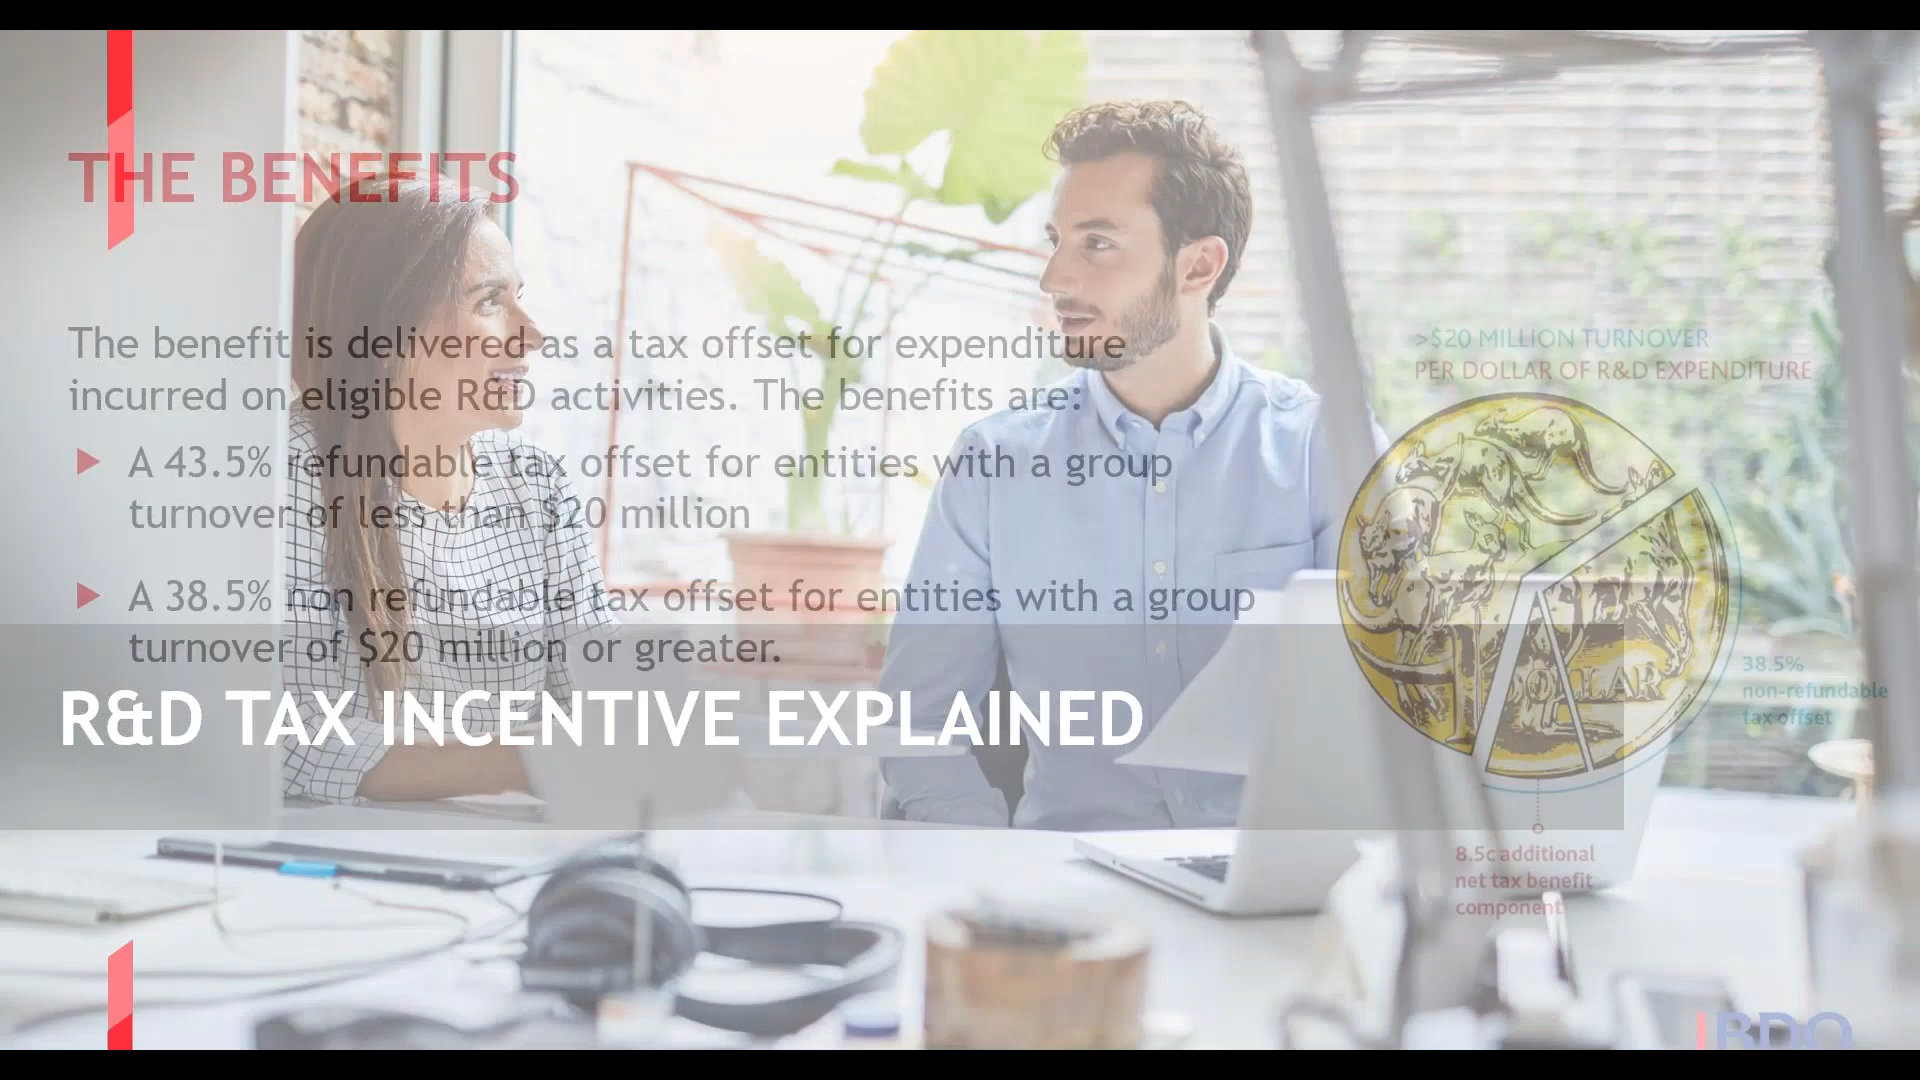 THE BENEFITS
The benefit is delivered as a tax offset for expenditure
incurred on eligible R&D activities. The benefits are:
A 43.5% refundable tax offset for entities with a group
turnover of less than $20 million
A 38.5% non refundable tax offset for entities with a group
turnover of $20 million or greater.
R&D TAX INCENTIVE EXPLAINED
>$20 MILLION TURNOVER
PER DOLLAR OF R&D EXPENDITURE
DOLLAR
38.5%
non-refundable
tax offset
8.5c additional
net tax benefit
component
BDO